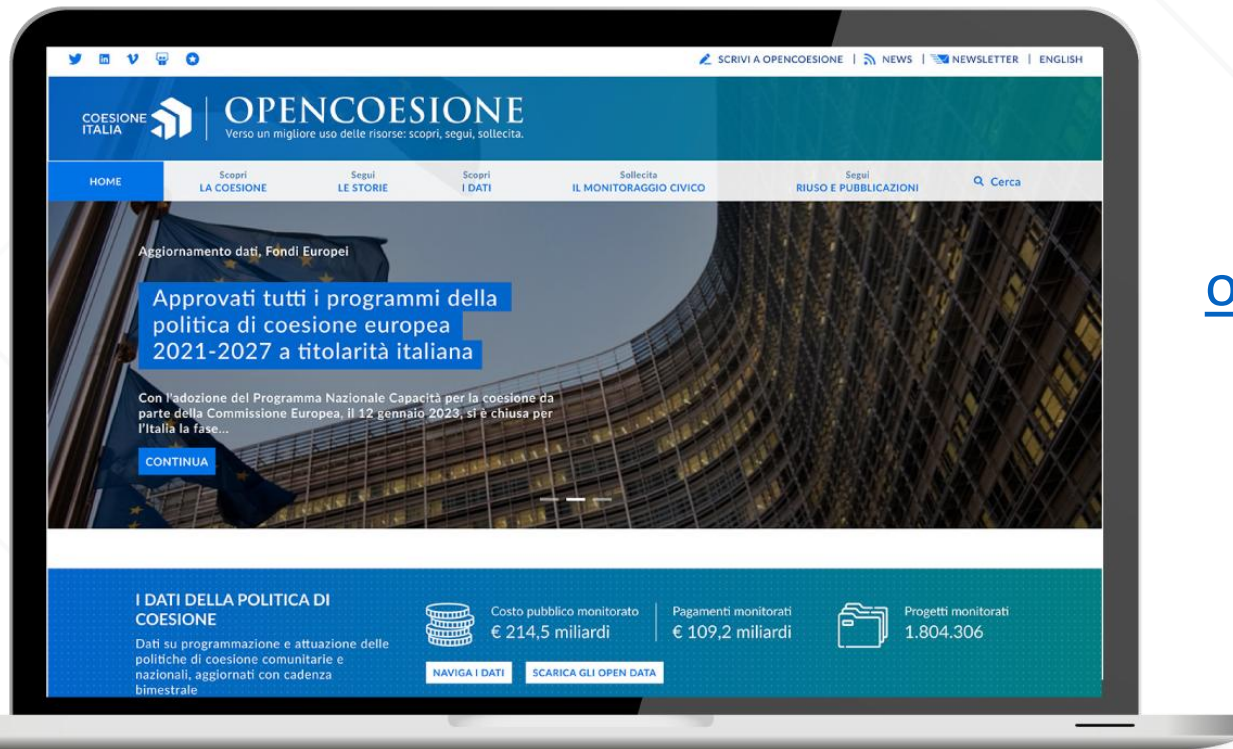 SCRIVI A OPENCOESIONE | NEWS | NEWSLETTER | ENGLISH
COESIONE
ITALIA
OPENCOESIONE
Verso un migliore uso delle risorse: scopri, segui, sollecita.
HOME
Scopri
LA COESIONE
Segui
LE STORIE
Scopri
I DATI
Sollecita
IL MONITORAGGIO CIVICO
Segui
RIUSO E PUBBLICAZIONI
Cerca
Aggiornamento dati, Fondi Europei
Approvati tutti i programmi della
politica di coesione europea
2021-2027 a titolarità italiana
Con l'adozione del Programma Nazionale Capacità per la coesione da
parte della Commissione Europea, il 12 gennaio 2023, si è chiusa per
l'Italia la fase...
CONTINUA
I DATI DELLA POLITICA DI
COESIONE
Dati su programmazione e attuazione delle
politiche di coesione comunitarie e
nazionali, aggiornati con cadenza
bimestrale
Costo pubblico monitorato
€ 214,5 miliardi
Pagamenti monitorati
€ 109,2 miliardi
Progetti monitorati
1.804.306
NAVIGA I DATI
SCARICA GLI OPEN DATA